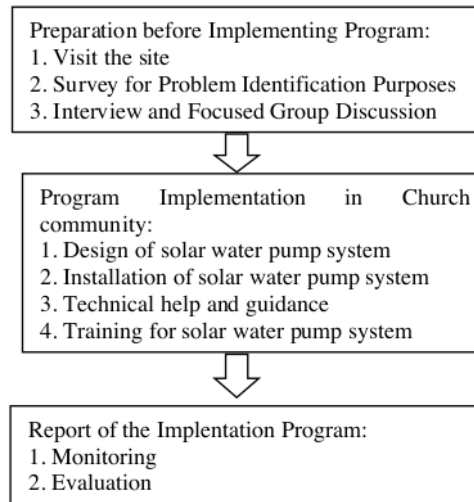 Preparation before Implementing Program:
1. Visit the site
2. Survey for Problem Identification Purposes
3. Interview and Focused Group Discussion
Program Implementation in Church
community:
1. Design of solar water pump system
2. Installation of solar water pump system
3. Technical help and guidance
4. Training for solar water pump system
Report of the Implentation Program:
1. Monitoring
2. Evaluation